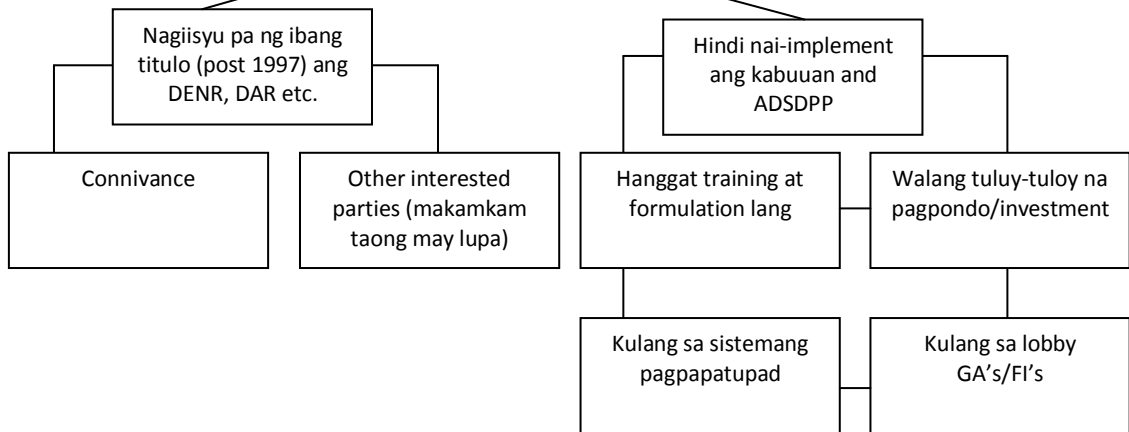 Nagiisyu pa ng ibang
titulo (post 1997) ang
DENR, DAR etc.
Hindi nai-implement
ang kabuuan and
ADSDPP
Connivance
Other interested
parties (makamkam
taong may lupa)
Hanggat training at
formulation lang
Walang tuluy-tuloy na
pagpondo/investment
Kulang sa sistemang
pagpapatupad
Kulang sa lobby
GA’s/FI’s